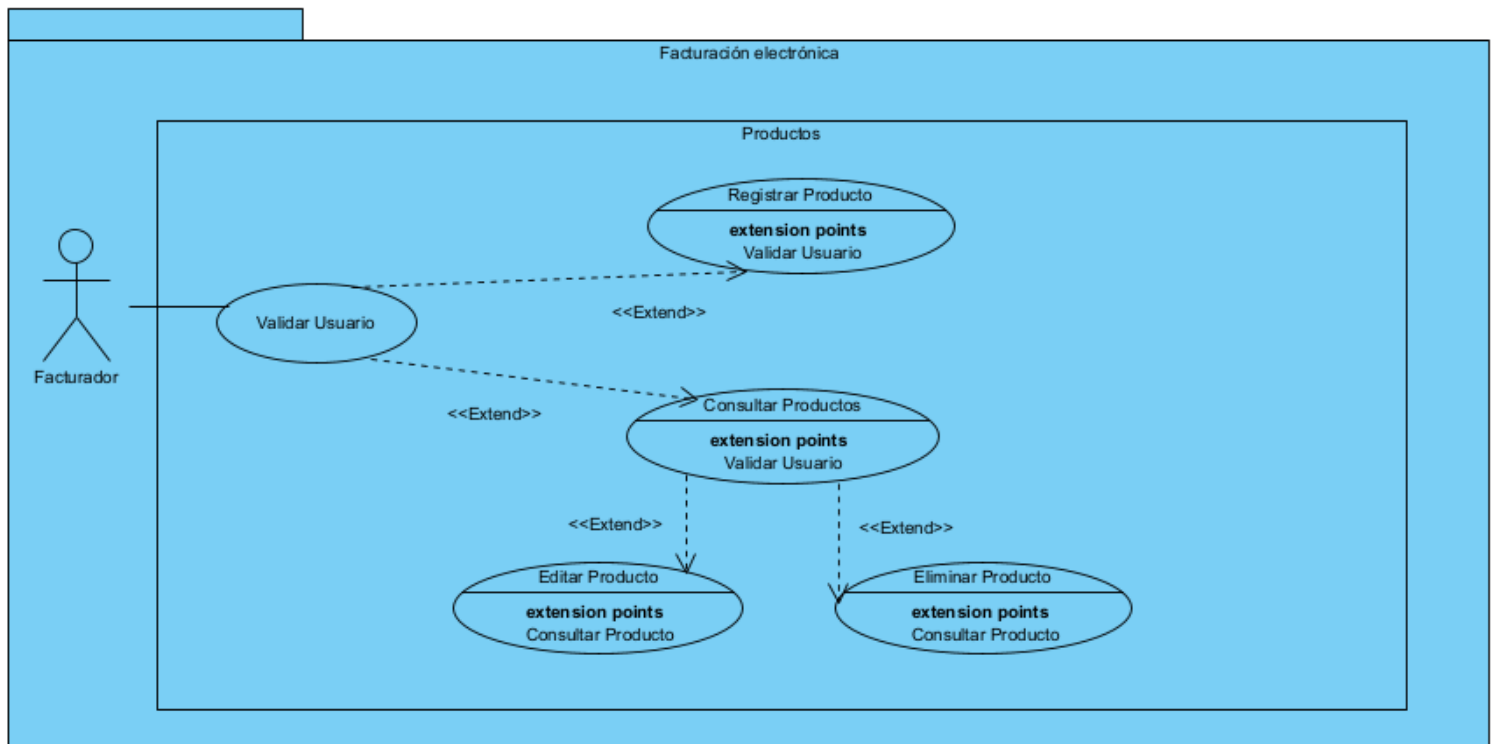 Facturación electrónica
Productos
Registrar Producto
extension points
Validar Usuario
<<Extend>>
Validar Usuario
Facturador
<<Extend>>
Consultar Productos
extension points
Validar Usuario
<<Extend>>
<<Extend>>
Editar Producto
extension points
Consultar Producto
Eliminar Producto
extension points
Consultar Producto